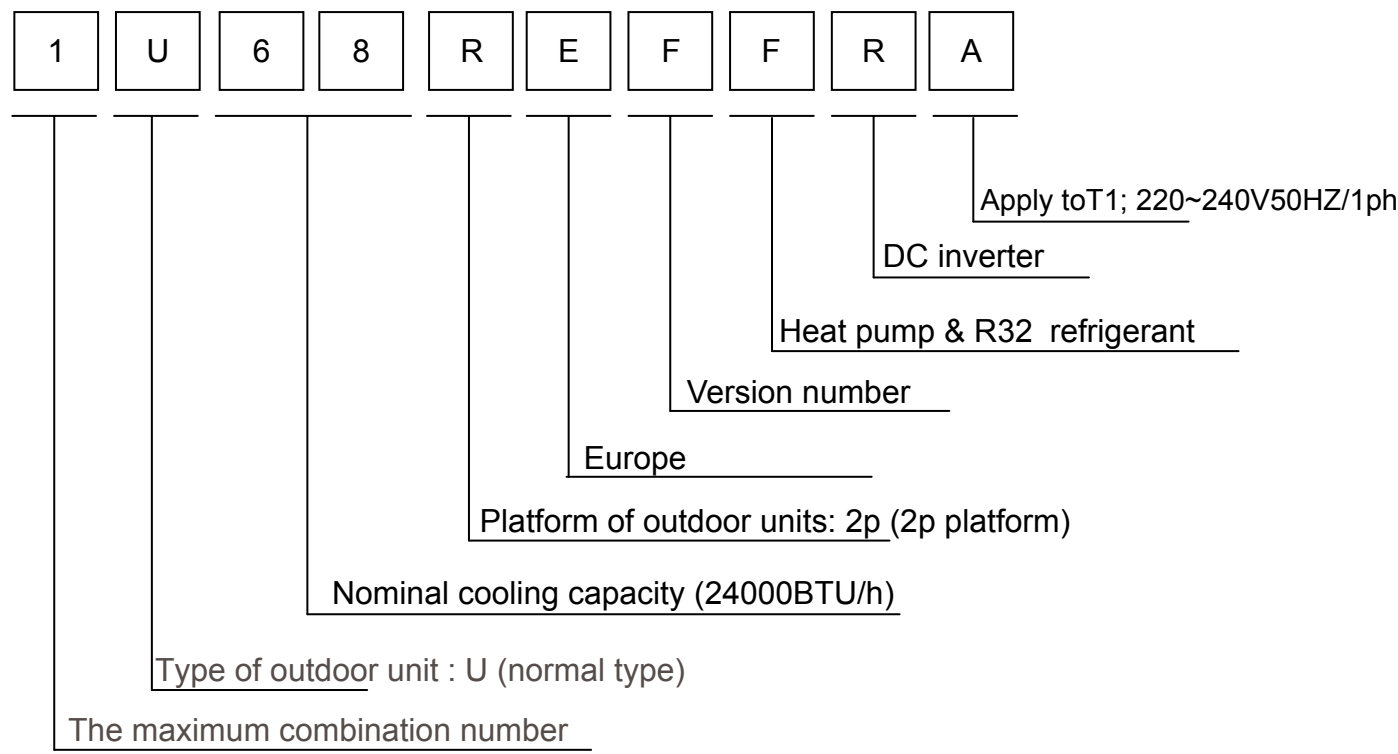 1 U 6 8 R E F F R A
Apply toT1; 220~240V50HZ/1ph
DC inverter
Heat pump & R32 refrigerant
Version number
Europe
Platform of outdoor units: 2p (2p platform)
Nominal cooling capacity (24000BTU/h)
Type of outdoor unit : U (normal type)
The maximum combination number